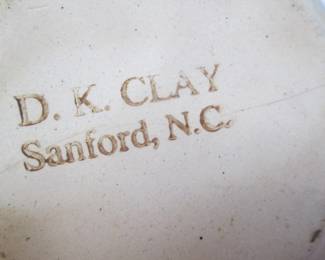 D. K. CLAY
Sanford, N.C.